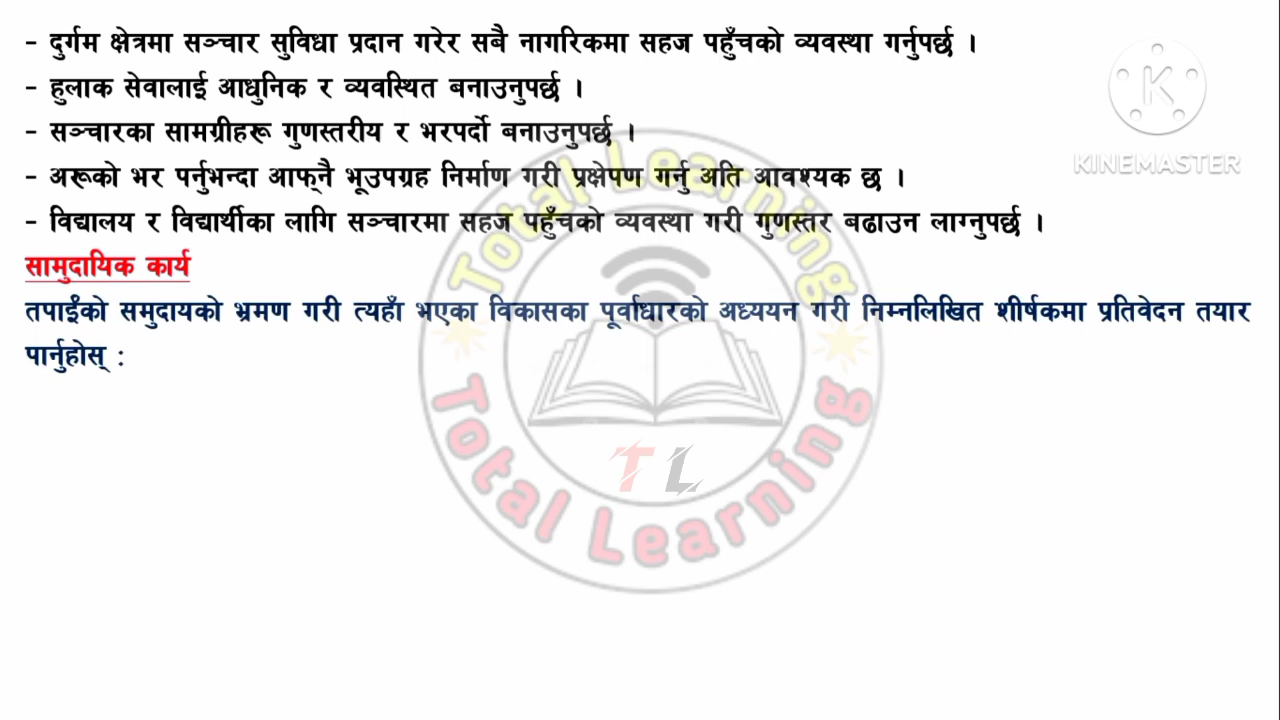 - दुर्गम क्षेत्रमा सञ्चार सुविधा प्रदान गरेर सबै नागरिकमा सहज पहुँचको व्यवस्था गर्नुपर्छ ।
- हुलाक सेवालाई आधुनिक र व्यवस्थित बनाउनुपर्छ ।
- सञ्चारका सामग्रीहरू गुणस्तरीय र भरपर्दो बनाउनुपर्छ ।
- अरूको भर पर्नुभन्दा आफ्नै भूउपग्रह निर्माण गरी प्रक्षेपण गर्नु अति आवश्यक छ ।
- विद्यालय र विद्यार्थीका लागि सञ्चारमा सहज पहुँचको व्यवस्था गरी गुणस्तर बढाउन लाग्नुपर्छ ।
सामुदायिक कार्य
तपाईंको समुदायको भ्रमण गरी त्यहाँ भएका विकासका पूर्वाधारको अध्ययन गरी निम्नलिखित शीर्षकमा प्रतिवेदन तयार
पार्नुहोस् :
K
KINEMASTER
Total Learning
TL
Total Learning